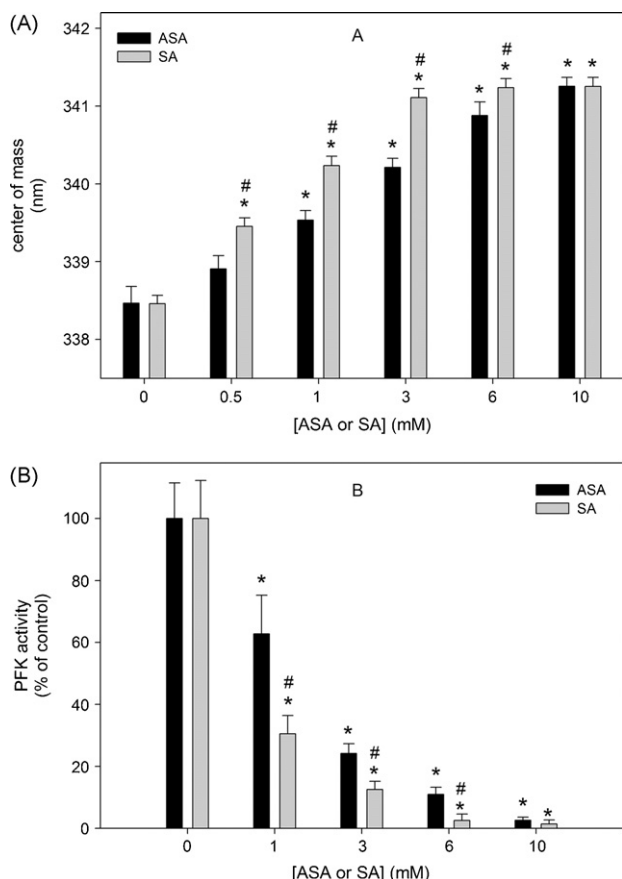 (A)
A
ASA
SA
342
341
340
339
338
center of mass
(nm)
#
*
*
#
*
*
#
*
*
#
*
*
*
0 0.5 1 3 6 10
[ASA or SA] (mM)
(B)
B
ASA
SA
100
80
60
40
20
0
PFK activity
(% of control)
*
#
*
*
#
*
*
#
*
*
*
0 1 3 6 10
[ASA or SA] (mM)